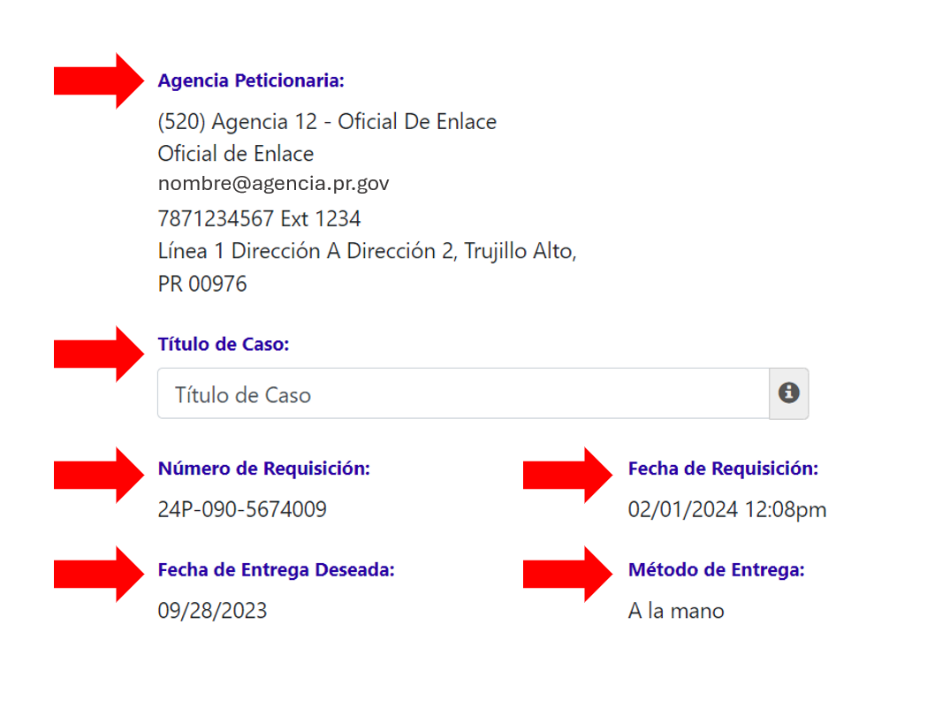 Agencia Peticionaria:
(520) Agencia 12 - Oficial De Enlace
Oficial de Enlace
nombre@agencia.pr.gov
7871234567 Ext 1234
Línea 1 Dirección A Dirección 2, Trujillo Alto,
PR 00976
Título de Caso:
Título de Caso
Número de Requisición:
24P-090-5674009
Fecha de Requisición:
02/01/2024 12:08pm
Fecha de Entrega Deseada:
09/28/2023
Método de Entrega:
A la mano